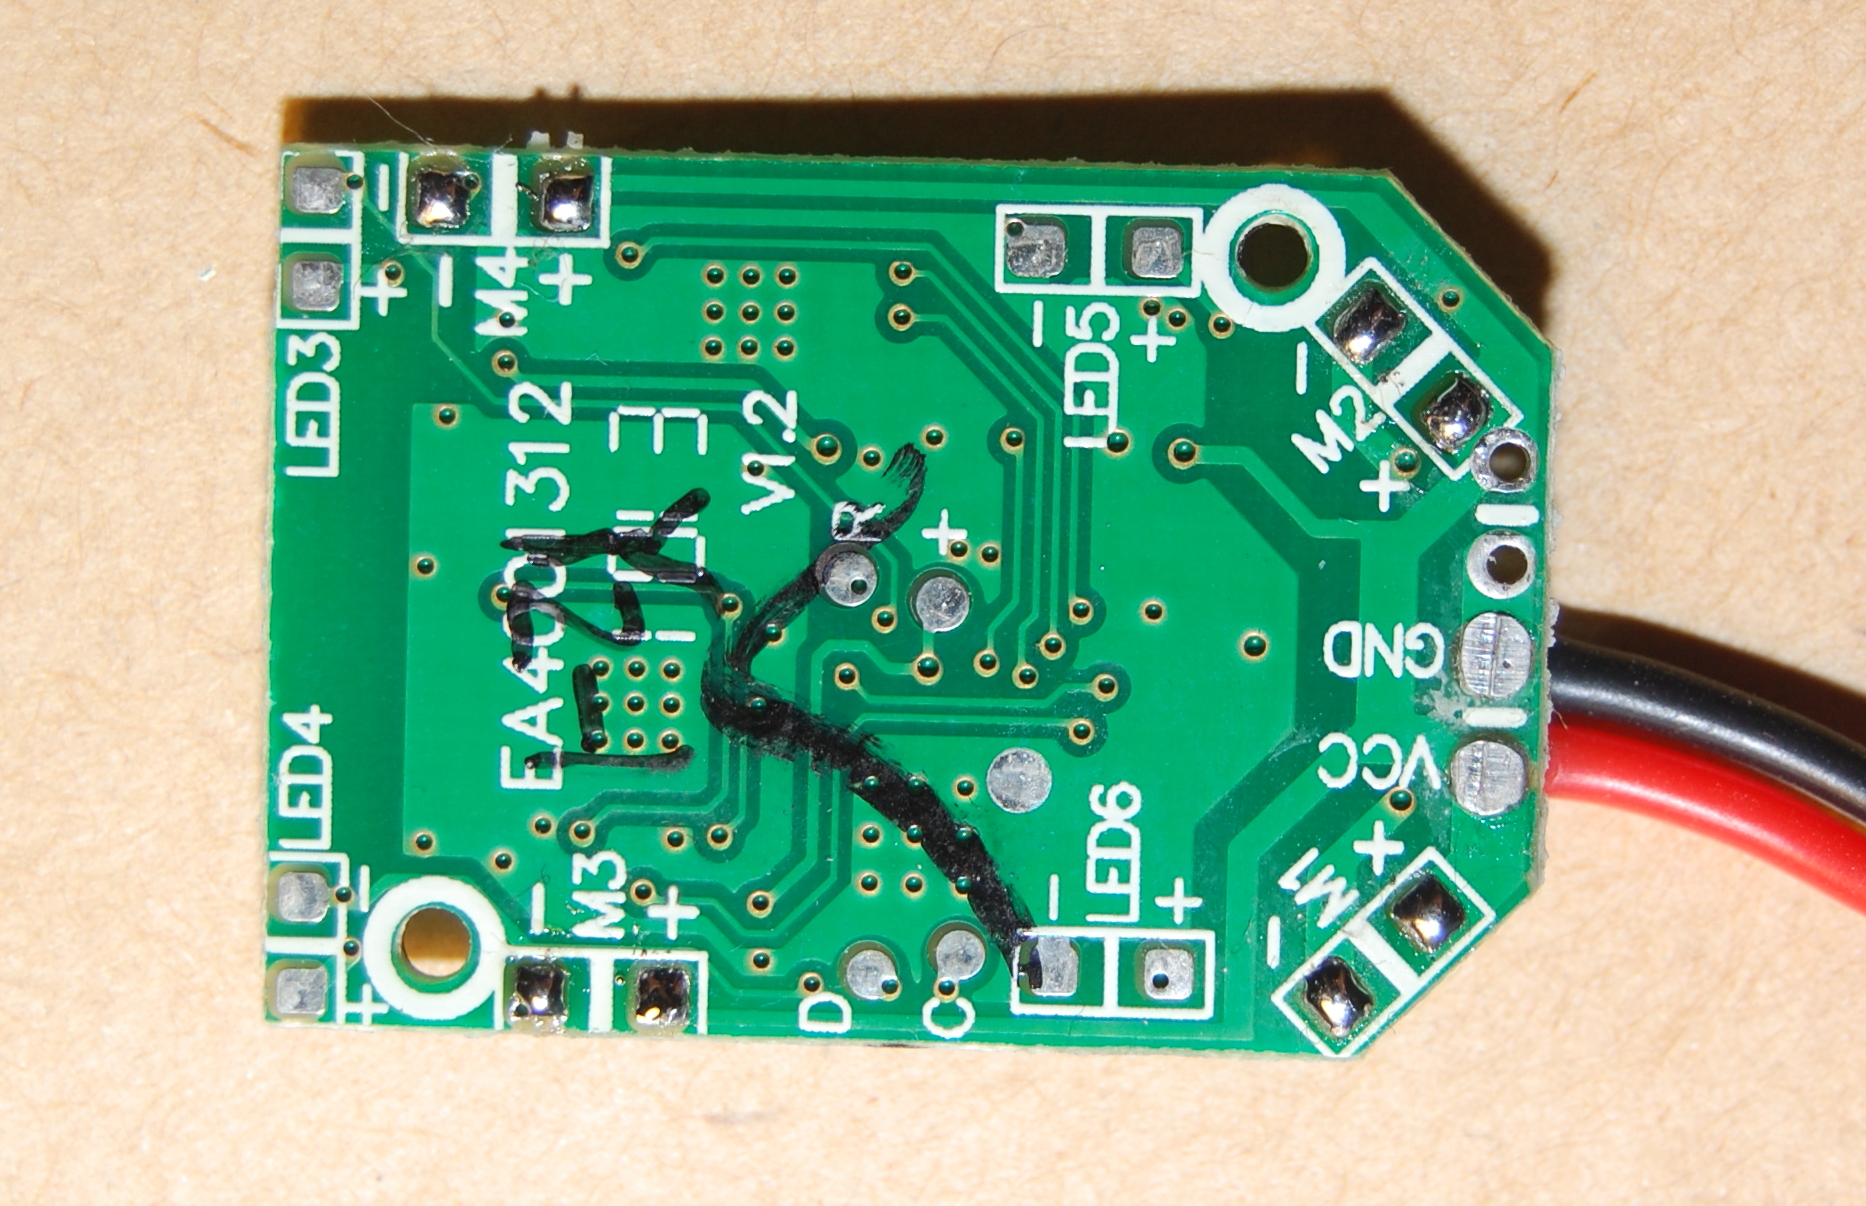 LED3
− +
M4
− +
EA4001312
V1.2
R
+
LED5
− +
M2
− +
GND
VCC
LED4
− +
M3
− +
D
C
LED6
− +
M1
− +